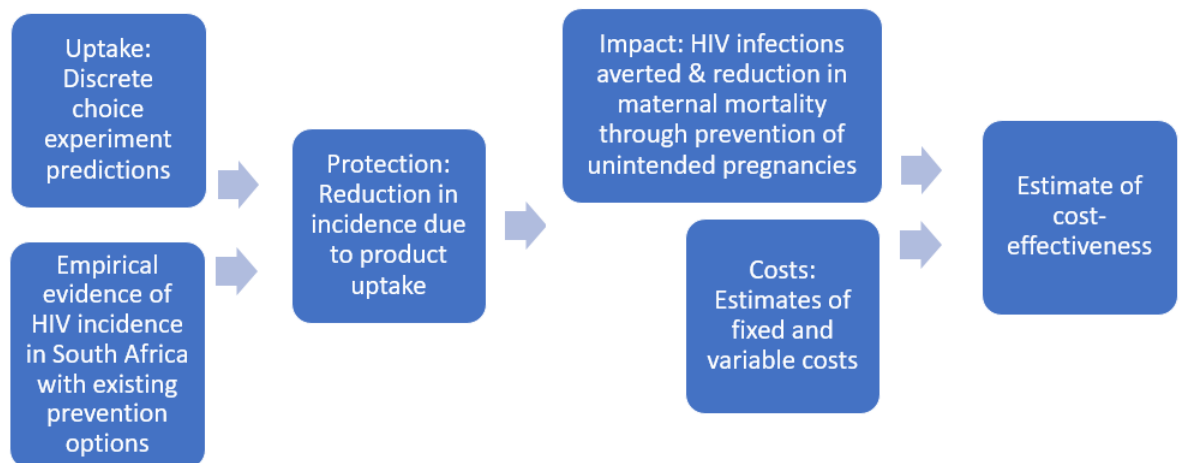 Uptake:
Discrete
choice
experiment
predictions
Empirical
evidence of
HIV incidence
in South Africa
with existing
prevention
options
Protection:
Reduction in
incidence due
to product
uptake
Impact: HIV infections
averted & reduction in
maternal mortality
through prevention of
unintended pregnancies
Costs:
Estimates of
fixed and
variable costs
Estimate of
cost-
effectiveness